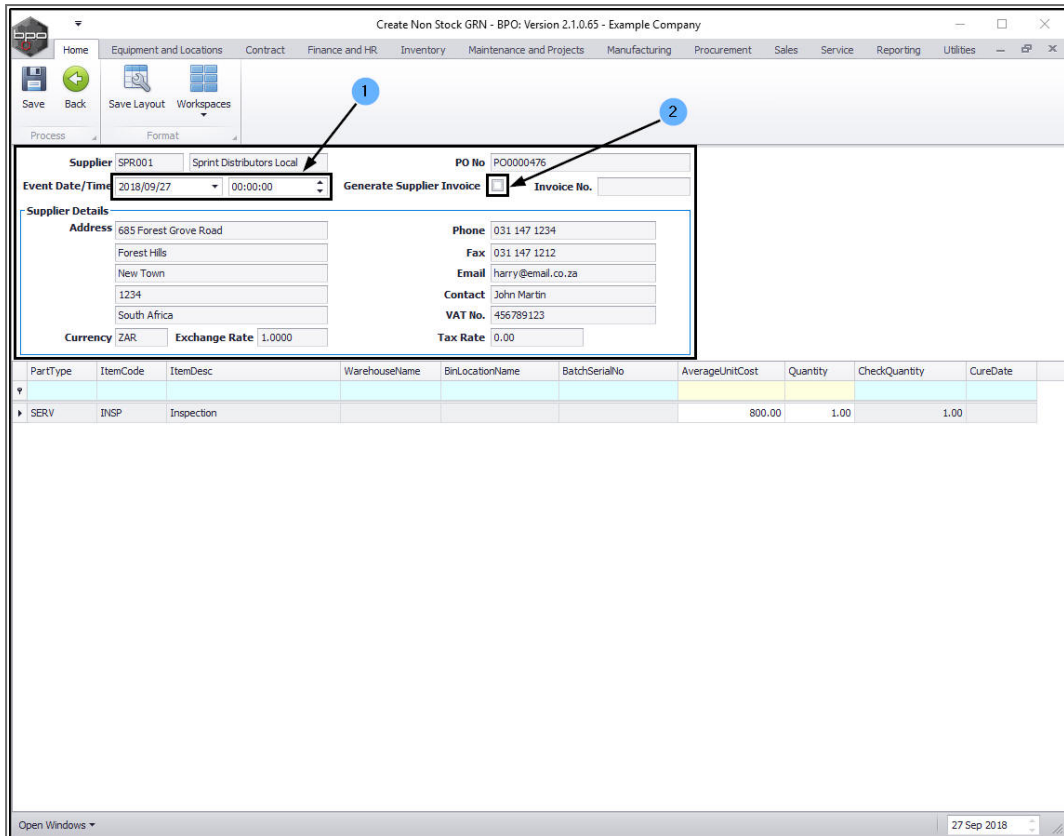 Create Non Stock GRN - BPO: Version 2.1.0.65 - Example Company
bpo
Home Equipment and Locations Contract Finance and HR Inventory Maintenance and Projects Manufacturing Procurement Sales Service Reporting Utilities
Save Back Save Layout Workspaces
Process Format
1
2
Supplier SPR001 Sprint Distributors Local PO No PO0000476
Event Date/Time 2018/09/27 00:00:00 Generate Supplier Invoice Invoice No.
Supplier Details
Address 685 Forest Grove Road Phone 031 147 1234
Forest Hills Fax 031 147 1212
New Town Email harry@email.co.za
1234 Contact John Martin
South Africa VAT No. 456789123
Currency ZAR Exchange Rate 1.0000 Tax Rate 0.00
PartType ItemCode ItemDesc WarehouseName BinLocationName BatchSerialNo AverageUnitCost Quantity CheckQuantity CureDate
SERV INSP Inspection 800.00 1.00 1.00
Open Windows 27 Sep 2018